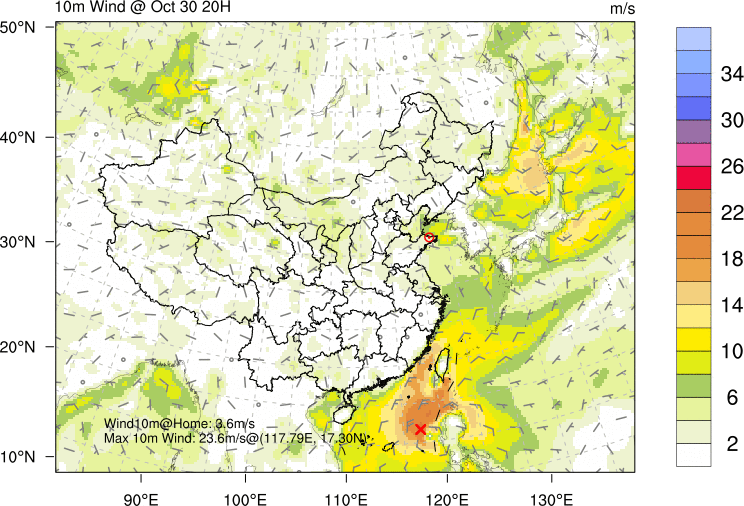 10m Wind @ Oct 30 20H
m/s
50°N
40°N
30°N
20°N
10°N
90°E
100°E
110°E
120°E
130°E
34
30
26
22
18
14
10
6
2
Wind10m@Home: 3.6m/s
Max 10m Wind: 23.6m/s@(117.79E, 17.30N)